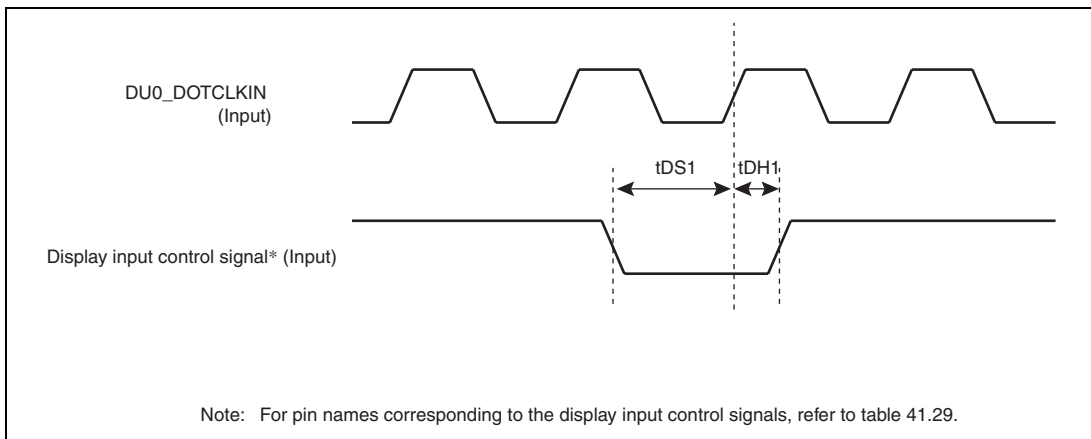 DU0_DOTCLKIN
(Input)
tDS1 tDH1
Display input control signal* (Input)
Note: For pin names corresponding to the display input control signals, refer to table 41.29.